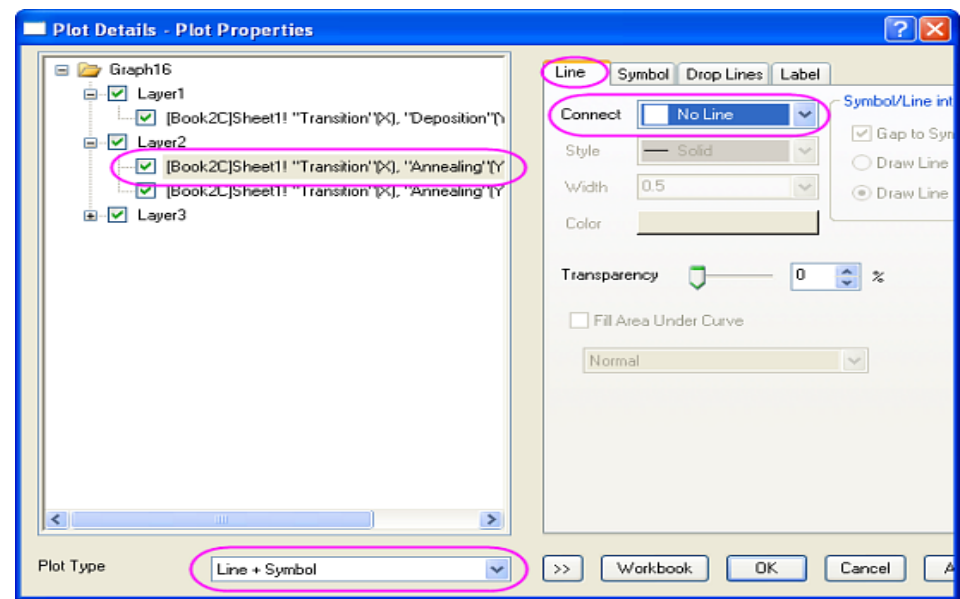 Plot Details - Plot Properties
Graph16
Layer1
[Book2C]Sheet1! "Transition"(X), "Deposition"(
Layer2
[Book2C]Sheet1! "Transition"(X), "Annealing"(Y
[Book2C]Sheet1! "Transition"(X), "Annealing"(Y
Layer3
Plot Type
Line + Symbol
Line
Symbol
Drop Lines
Label
Connect
No Line
Style
Solid
Width
0.5
Color
Symbol/Line int
Gap to Sym
Draw Line
Draw Line
Transparency
0
%
Fill Area Under Curve
Normal
>>
Workbook
OK
Cancel
A